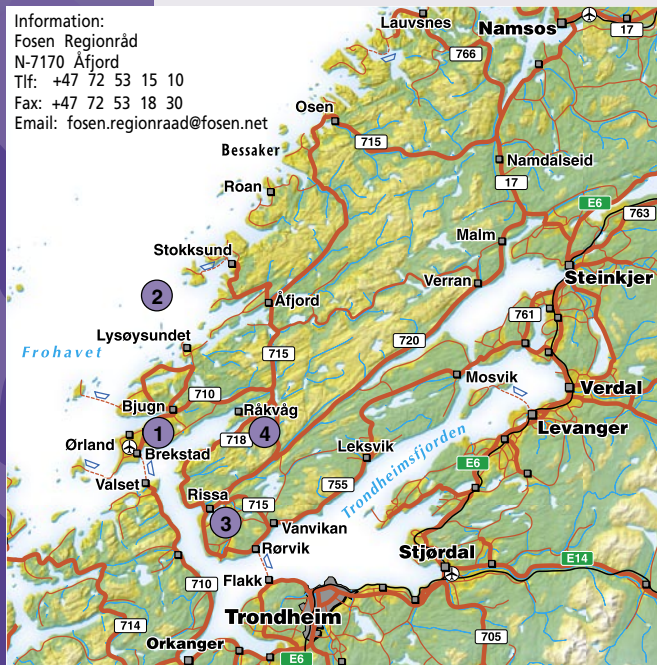 Information:
Fosen Regionråd
N-7170 Åfjord
Tlf: +47 72 53 15 10
Fax: +47 72 53 18 30
Email: fosen.regionraad@fosen.net
Lauvsnes
Namsos
17
766
Osen
715
Bessaker
Namdalseid
Roan
17
E6
763
Malm
Stokksund
Steinkjer
Verran
2
Åfjord
761
Lysøysundet
720
Frohavet
715
Mosvik
710
Verdal
Bjugn
Råkvåg
Levanger
1
4
718
Ørland
Brekstad
Leksvik
Trondheimsfjorden
E6
Valset
755
Rissa
715
3
Vanvikan
Rørvik
Stjørdal
E14
Flakk
710
Trondheim
714
705
Orkanger
E6